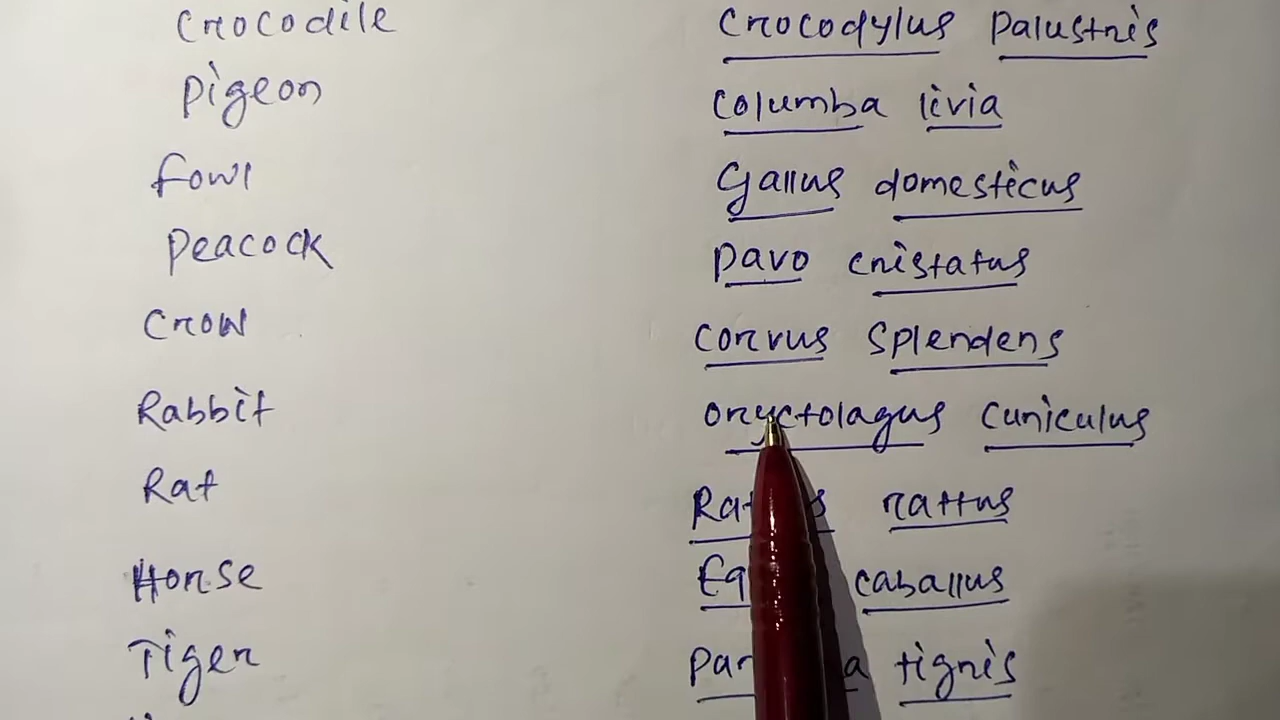 Crocodile Crocodylus palustris
Pigeon Columba livia
Fowl Gallus domesticus
Peacock Pavo cristatus
Crow Corvus splendens
Rabbit Oryctolagus cuniculus
Rat rattus
Horse caballus
Tiger tigris